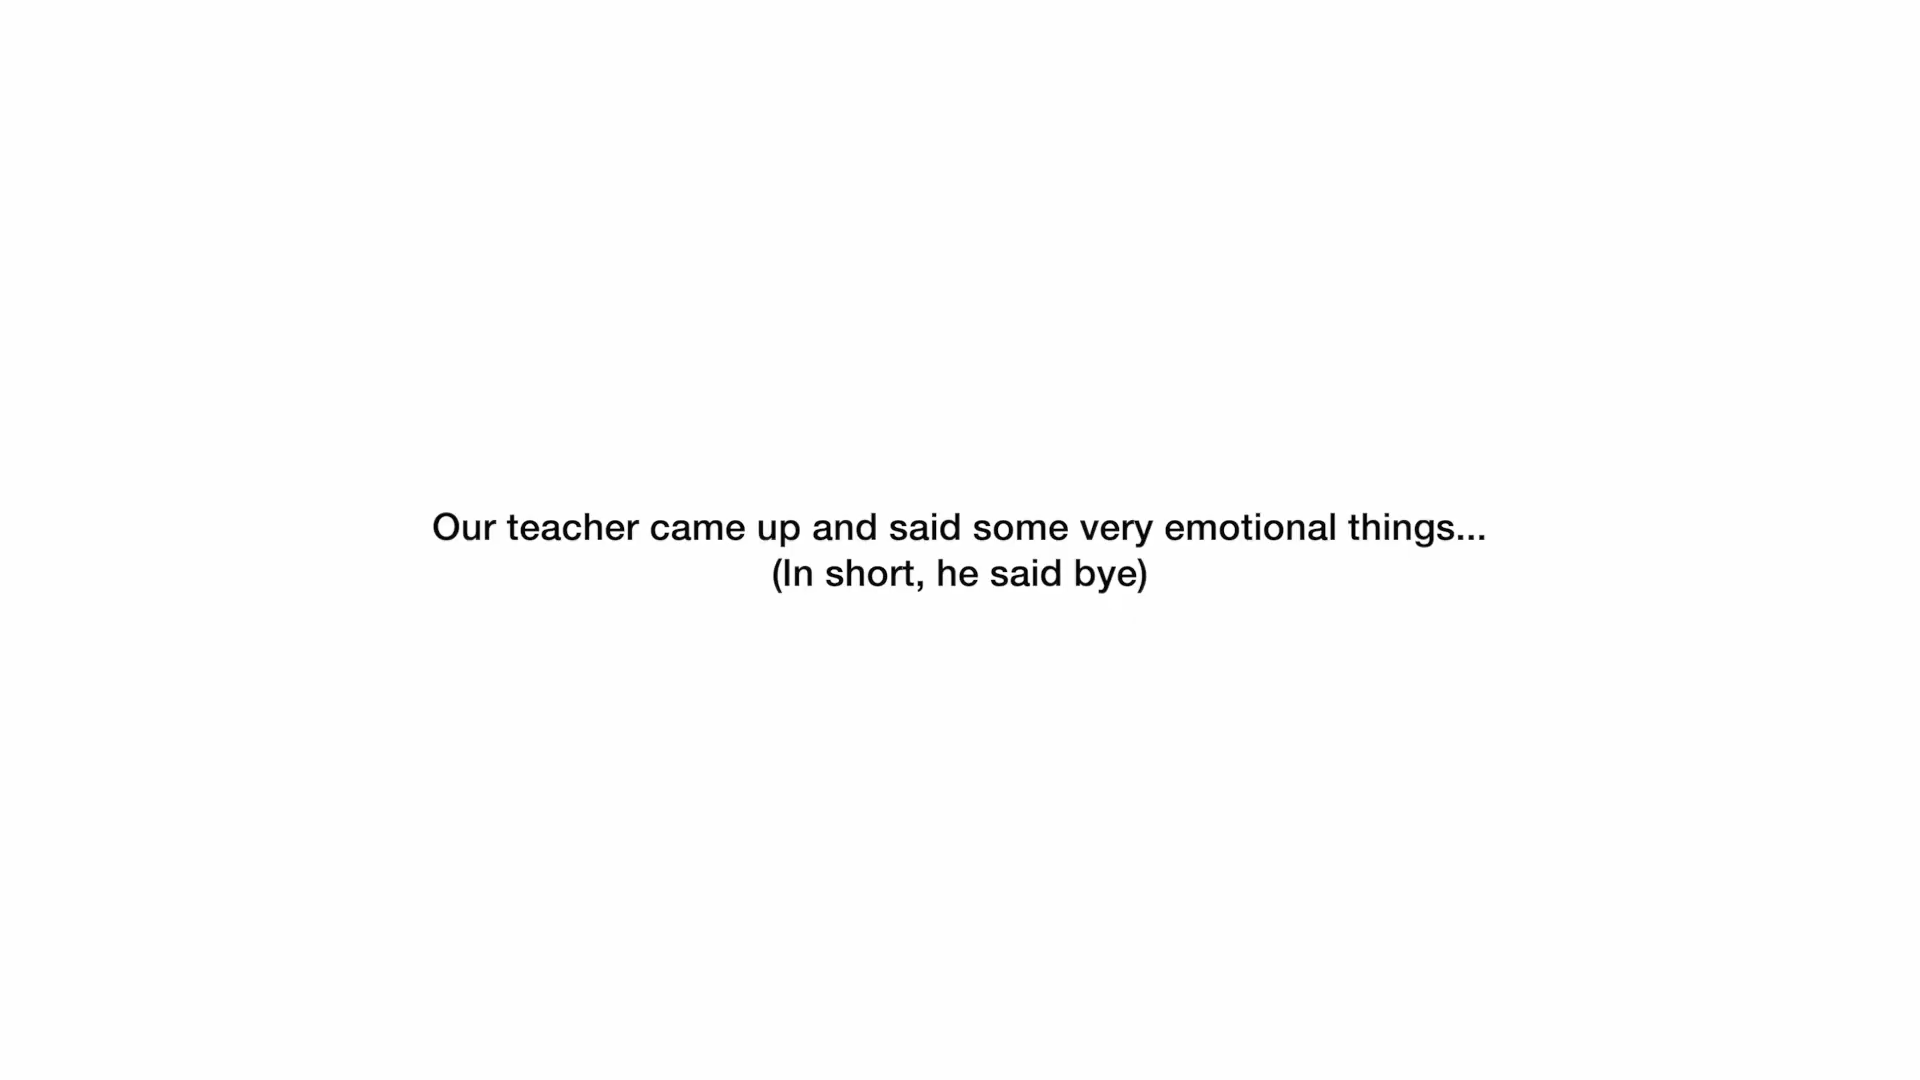 Our teacher came up and said some very emotional things...
(In short, he said bye)